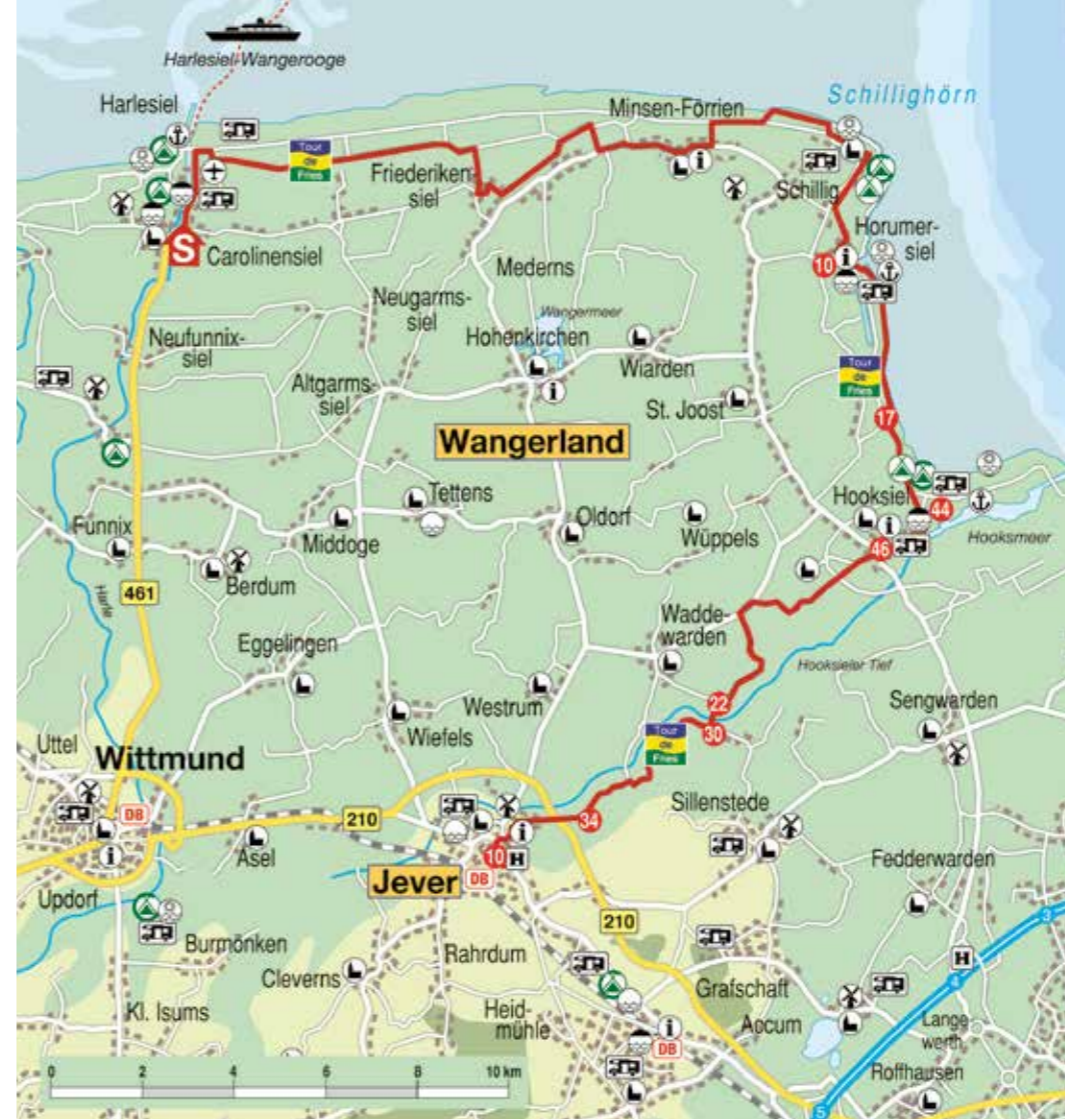 Harlesiel-Wangerooge
Harlesiel
Minsen-Förrien
Schillighörn
Tour
de
Fries
Friederiken-
siel
Schillig
Horumer-
siel
S
Carolinensiel
10
Mederns
Neugarms-
siel
Wangermeer
Neufunnix-
siel
Hohenkirchen
Wiarden
Altgarms-
siel
St. Joost
Tour
de
Fries
17
Wangerland
Tettens
Hooksiel
44
Funnix
Middoge
Oldorf
Wüppels
46
Hooksmeer
Berdum
461
Harle
Wadde-
warden
Eggelingen
Hooksieler Tief
Westrum
22
Sengwarden
Wiefels
30
Uttel
Wittmund
Tour
de
Fries
DB
210
34
Sillenstede
Asel
10
H
Fedderwarden
Jever
DB
Updorf
210
3
Burmönken
Rahrdum
H
Cleverns
4
Grafschaft
Kl. Isums
Heid-
mühle
Accum
Lange-
werth
DB
Roffhausen
0 2 4 6 8 10 km
5